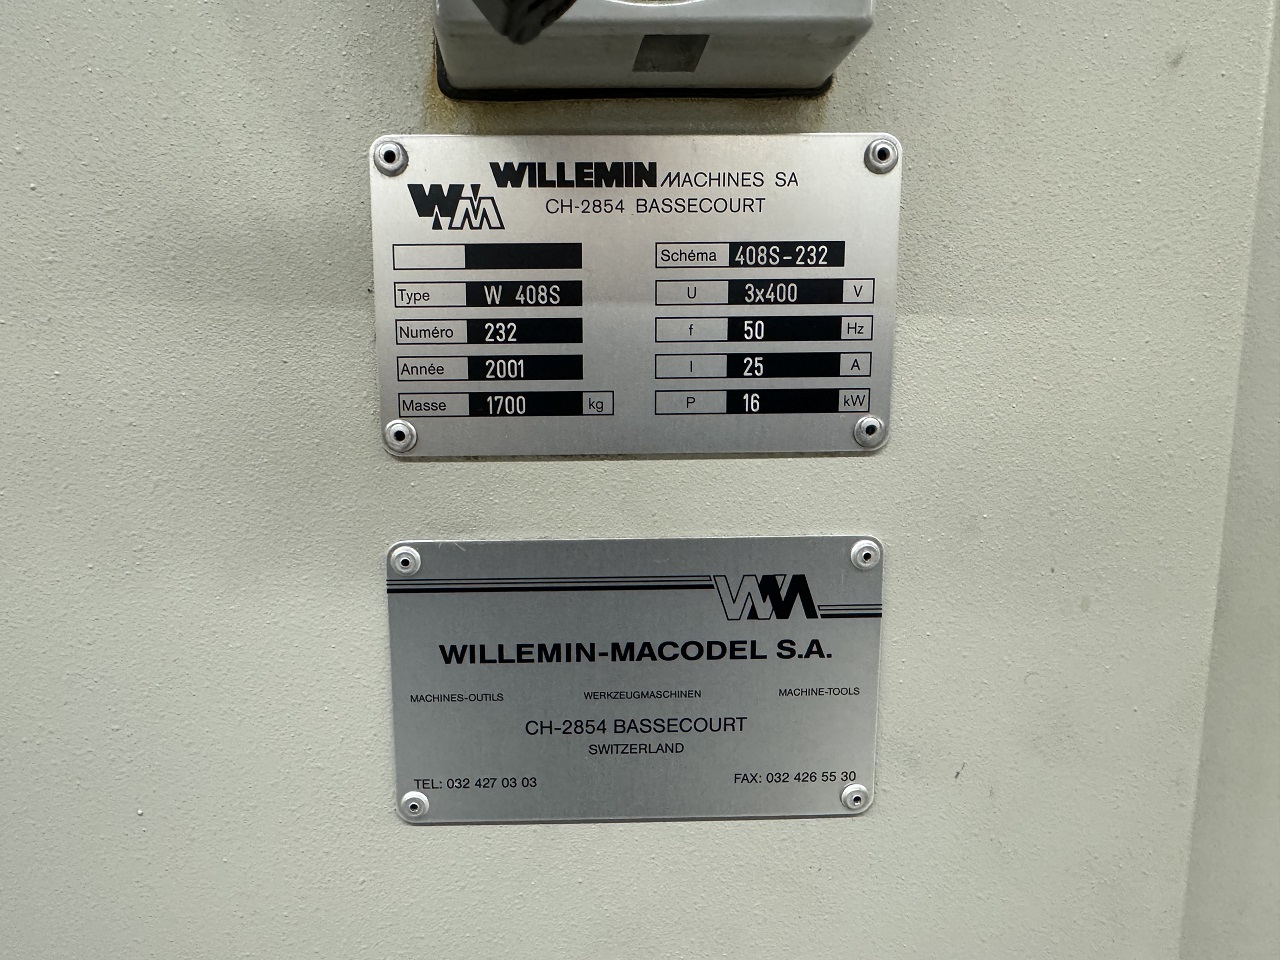 WILLEMIN MACHINES SA
WM CH-2854 BASSECOURT
Schéma 408S-232
Type W 408S U 3x400 V
Numéro 232 f 50 Hz
Année 2001 I 25 A
Masse 1700 kg P 16 kW
WM
WILLEMIN-MACODEL S.A.
MACHINES-OUTILS WERKZEUGMASCHINEN MACHINE-TOOLS
CH-2854 BASSECOURT
SWITZERLAND
TEL: 032 427 03 03 FAX: 032 426 55 30